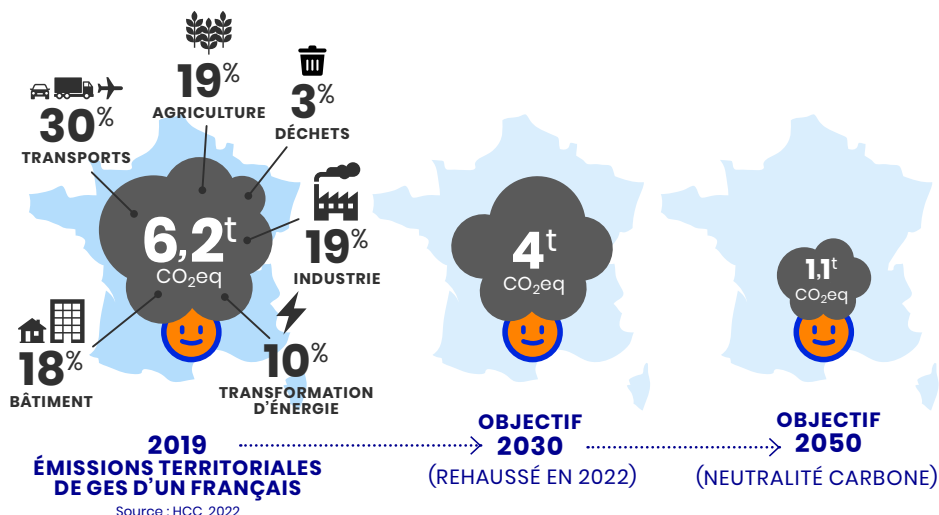 19%
AGRICULTURE
3%
DÉCHETS
30%
TRANSPORTS
6,2t
CO₂eq
19%
INDUSTRIE
18%
BÂTIMENT
10%
TRANSFORMATION
D’ÉNERGIE
2019
ÉMISSIONS TERRITORIALES
DE GES D’UN FRANÇAIS
Source : HCC, 2022
4t
CO₂eq
OBJECTIF
2030
(REHAUSSÉ EN 2022)
1,1t
CO₂eq
OBJECTIF
2050
(NEUTRALITÉ CARBONE)